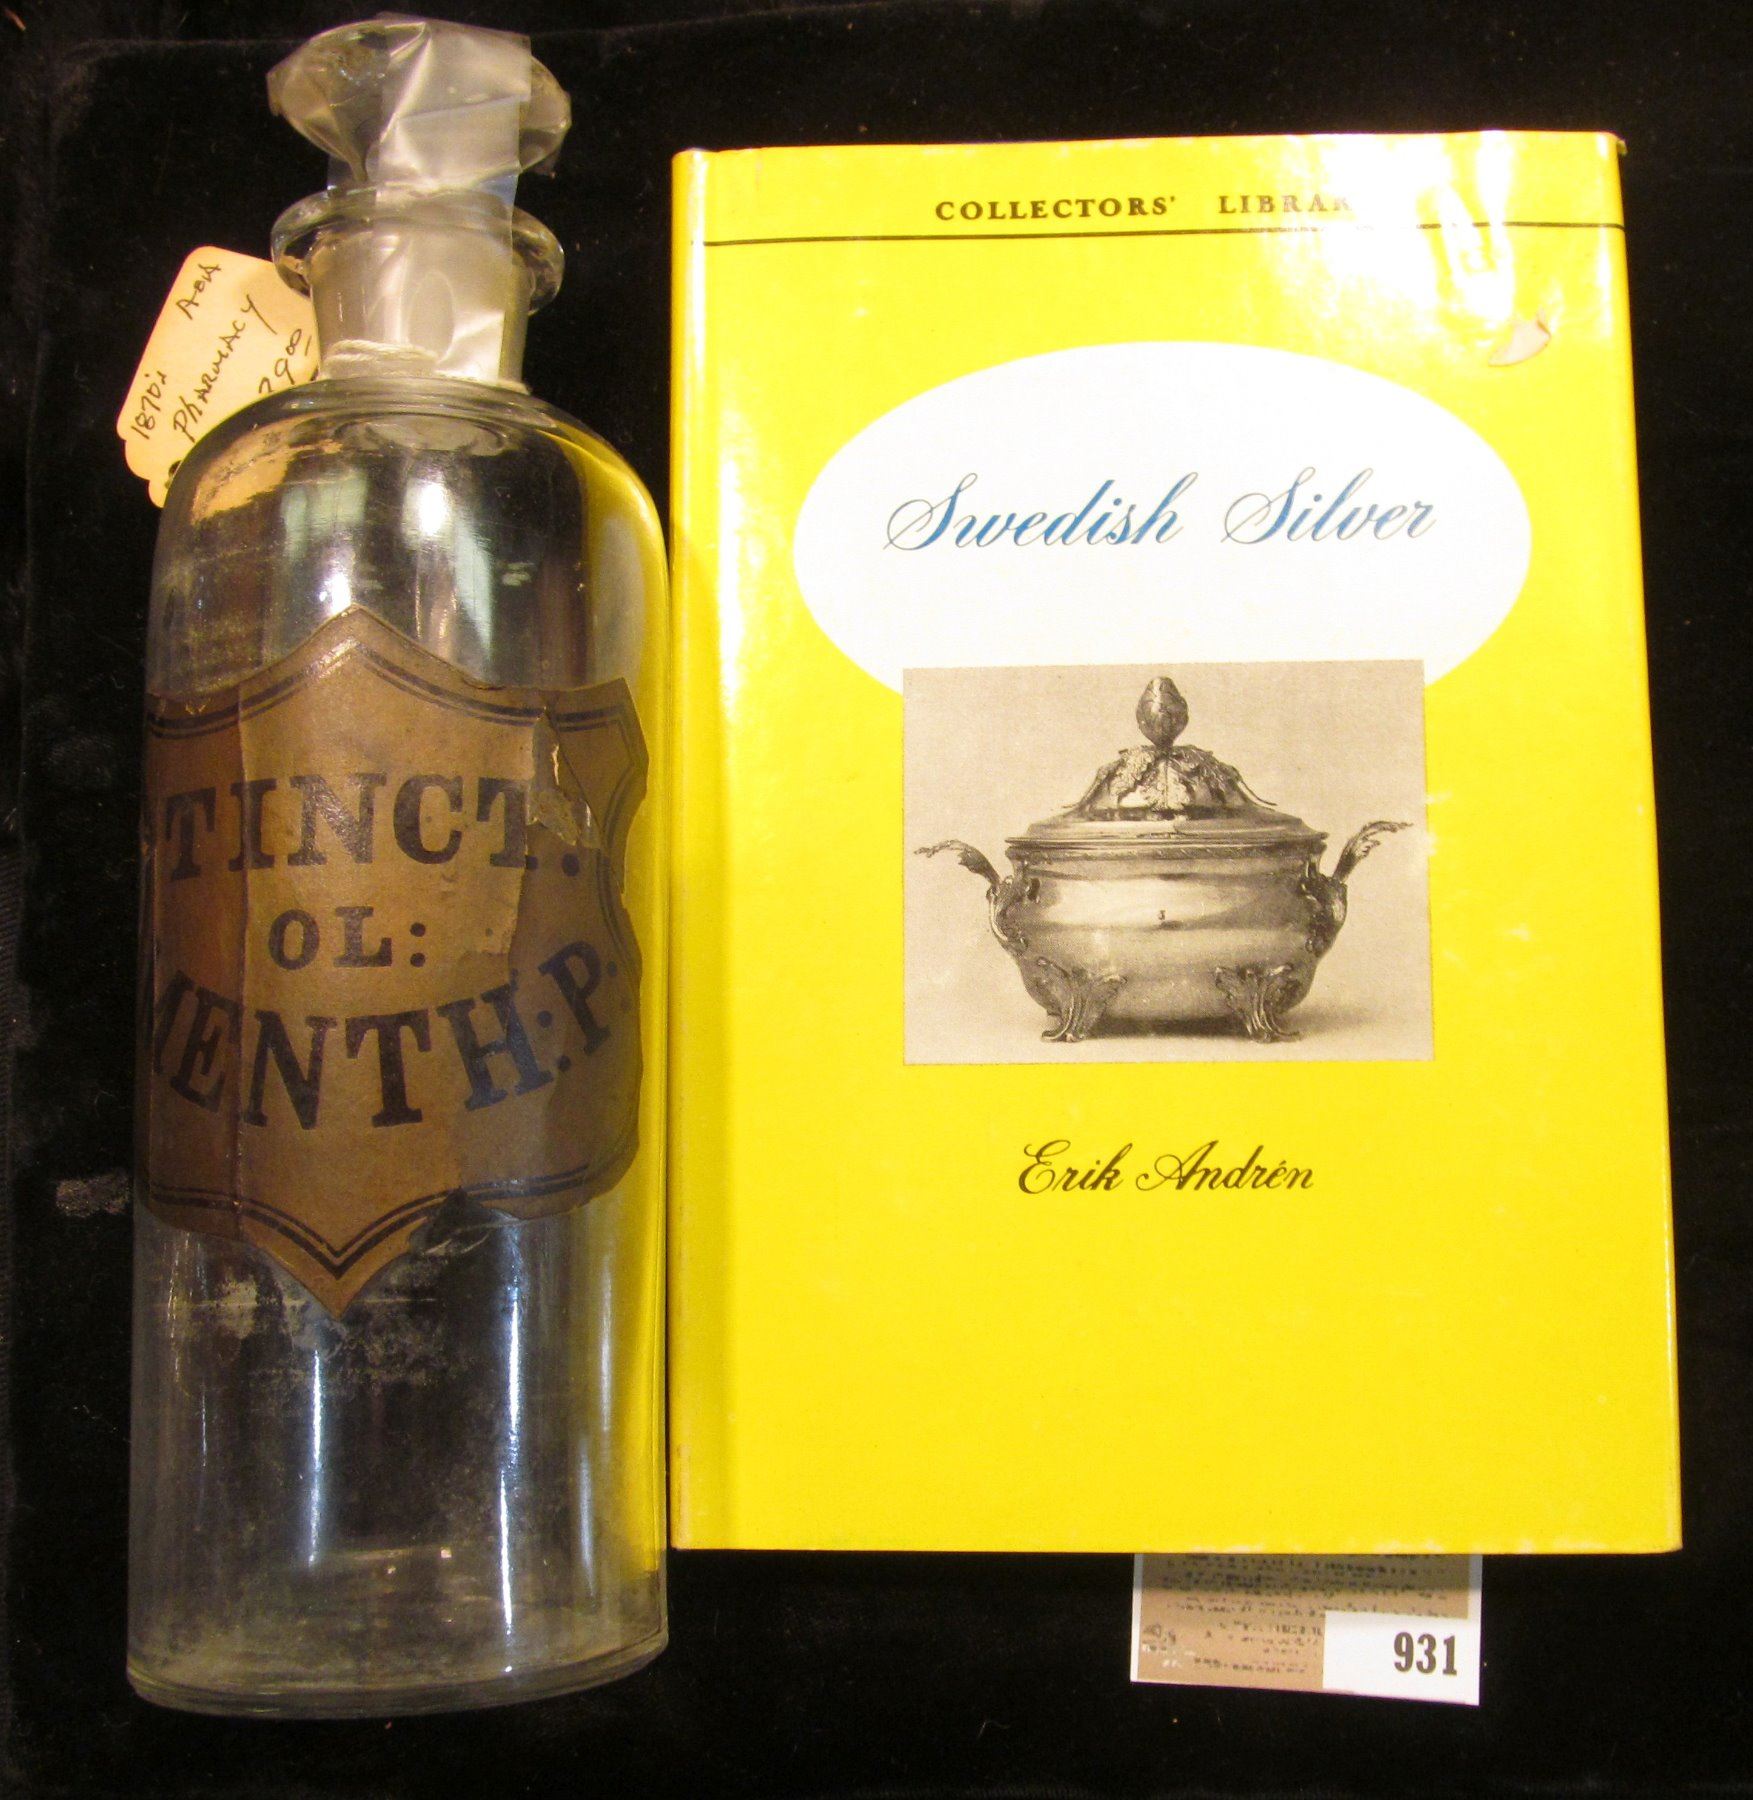 1870's
Pharmacy
TINCT.
OL:
MENTH:P:
COLLECTORS' LIBRAR
Swedish Silver
Erik Andrén
931